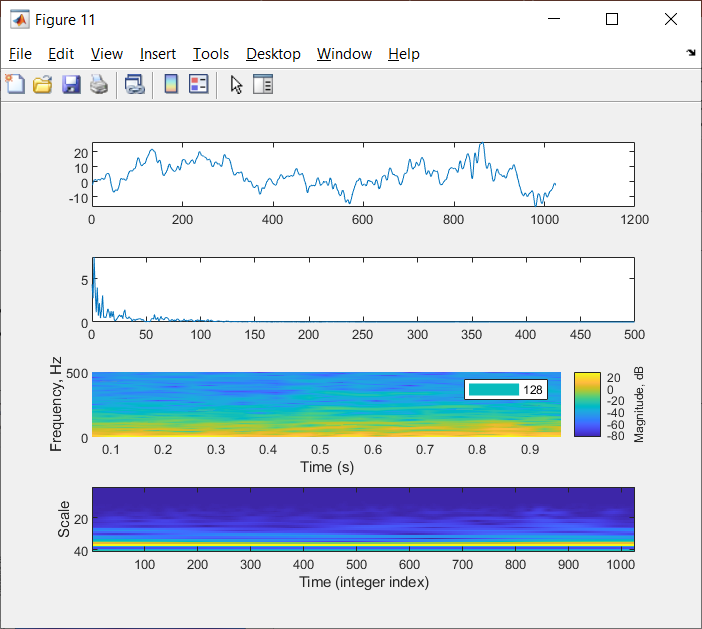 Figure 11
File Edit View Insert Tools Desktop Window Help
20
10
0
-10
0 200 400 600 800 1000 1200
5
0
0 50 100 150 200 250 300 350 400 450 500
Frequency, Hz
500
0
128
0.1 0.2 0.3 0.4 0.5 0.6 0.7 0.8 0.9
Time (s)
20
0
-20
-40
-60
-80
Magnitude, dB
Scale
20
40
100 200 300 400 500 600 700 800 900 1000
Time (integer index)